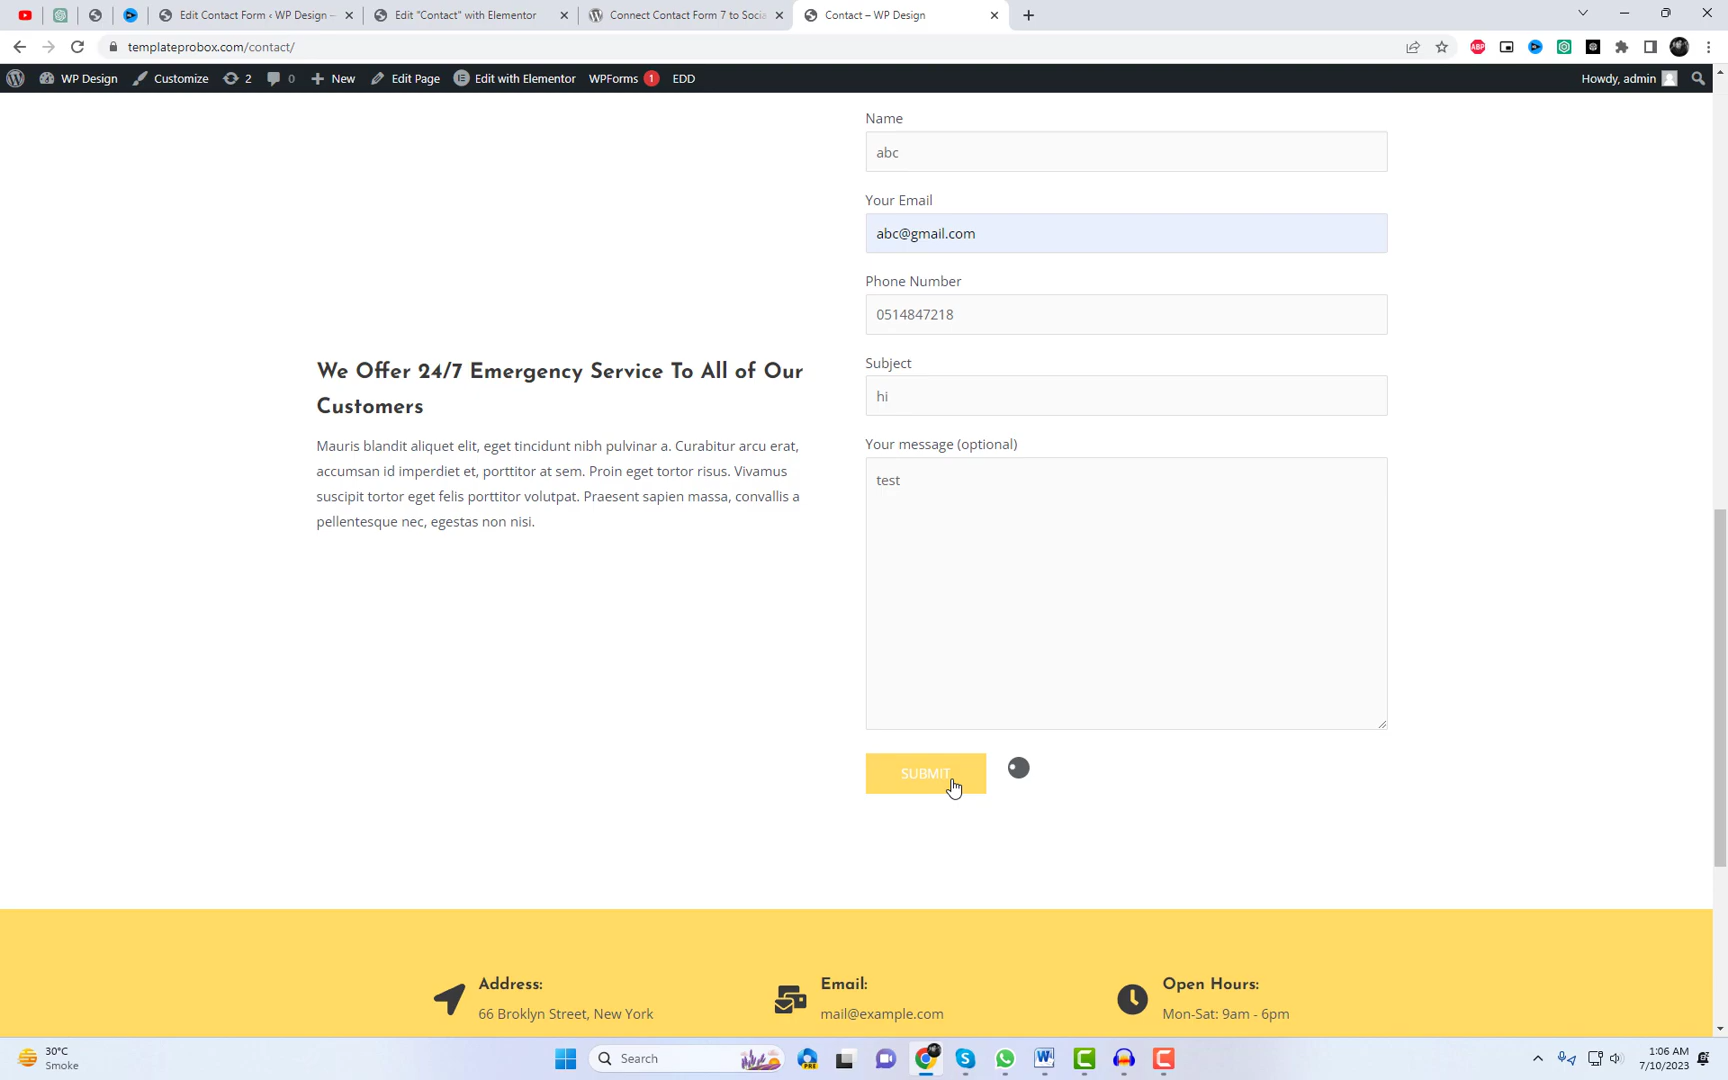 Edit Contact Form ‹ WP Design –
Edit "Contact" with Elementor
Connect Contact Form 7 to Socia
Contact – WP Design
templateprobox.com/contact/
ABP
WP Design
Customize
2
0
New
Edit Page
Edit with Elementor
WPForms 1
EDD
Howdy, admin
Name
abc
Your Email
abc@gmail.com
Phone Number
0514847218
Subject
hi
Your message (optional)
test
SUBMIT
We Offer 24/7 Emergency Service To All of Our
Customers
Mauris blandit aliquet elit, eget tincidunt nibh pulvinar a. Curabitur arcu erat,
accumsan id imperdiet et, porttitor at sem. Proin eget tortor risus. Vivamus
suscipit tortor eget felis porttitor volutpat. Praesent sapien massa, convallis a
pellentesque nec, egestas non nisi.
Address:
66 Broklyn Street, New York
Email:
mail@example.com
Open Hours:
Mon-Sat: 9am - 6pm
30°C
Smoke
Search
PRE
1:06 AM
7/10/2023